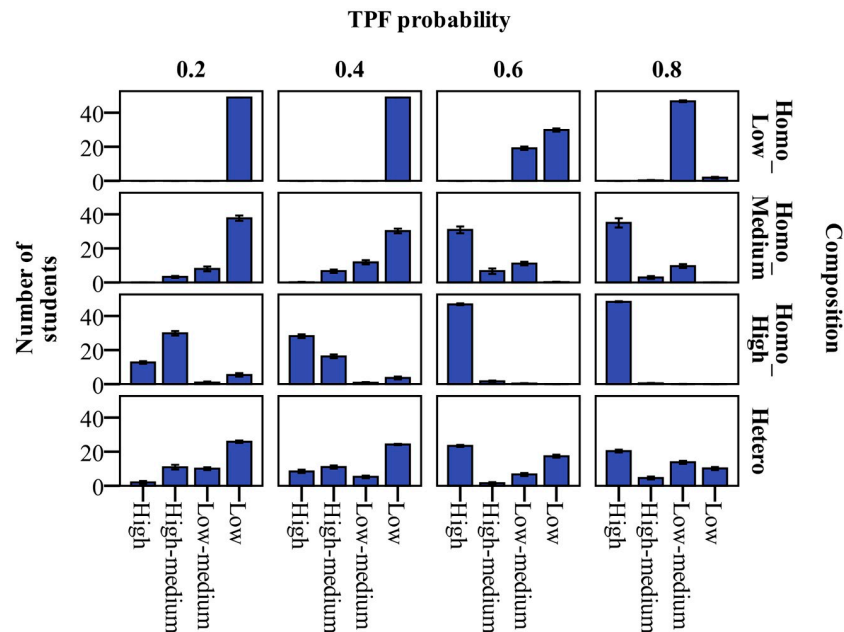 TPF probability
0.2 0.4 0.6 0.8
40
20
0
Homo_
Low
40
20
0
Homo_
Medium
40
20
0
Homo_
High
40
20
0
Hetero
Number of
students
Composition
High
High-medium
Low-medium
Low
High
High-medium
Low-medium
Low
High
High-medium
Low-medium
Low
High
High-medium
Low-medium
Low